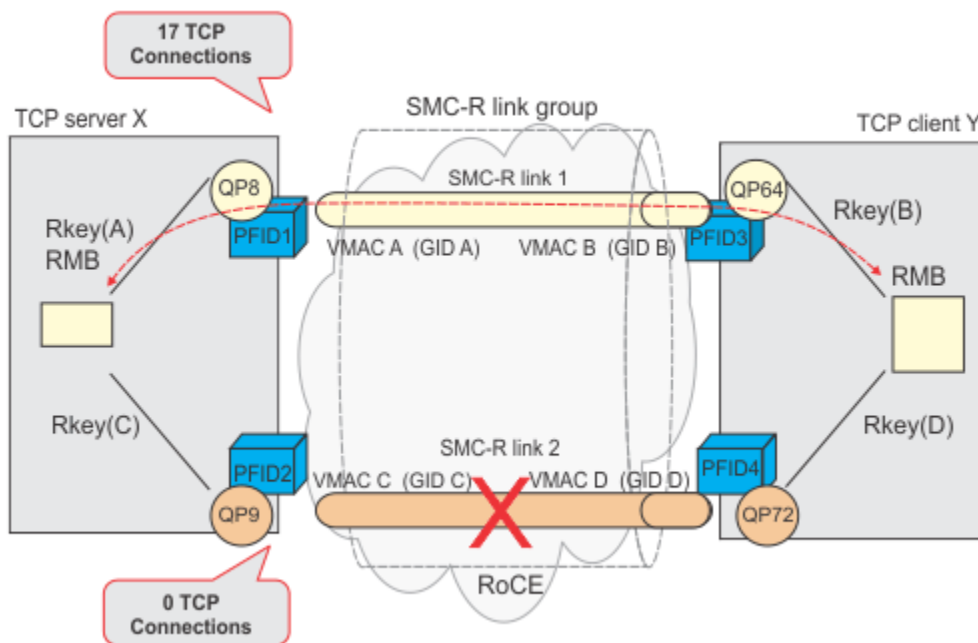 17 TCP
Connections
TCP server X
SMC-R link group
TCP client Y
QP8
SMC-R link 1
QP64
Rkey(A)
RMB
PFID1
VMAC A (GID A)
VMAC B (GID B)
PFID3
Rkey(B)
RMB
Rkey(C)
Rkey(D)
PFID2
SMC-R link 2
PFID4
VMAC C (GID C)
VMAC D (GID D)
QP9
QP72
RoCE
0 TCP
Connections